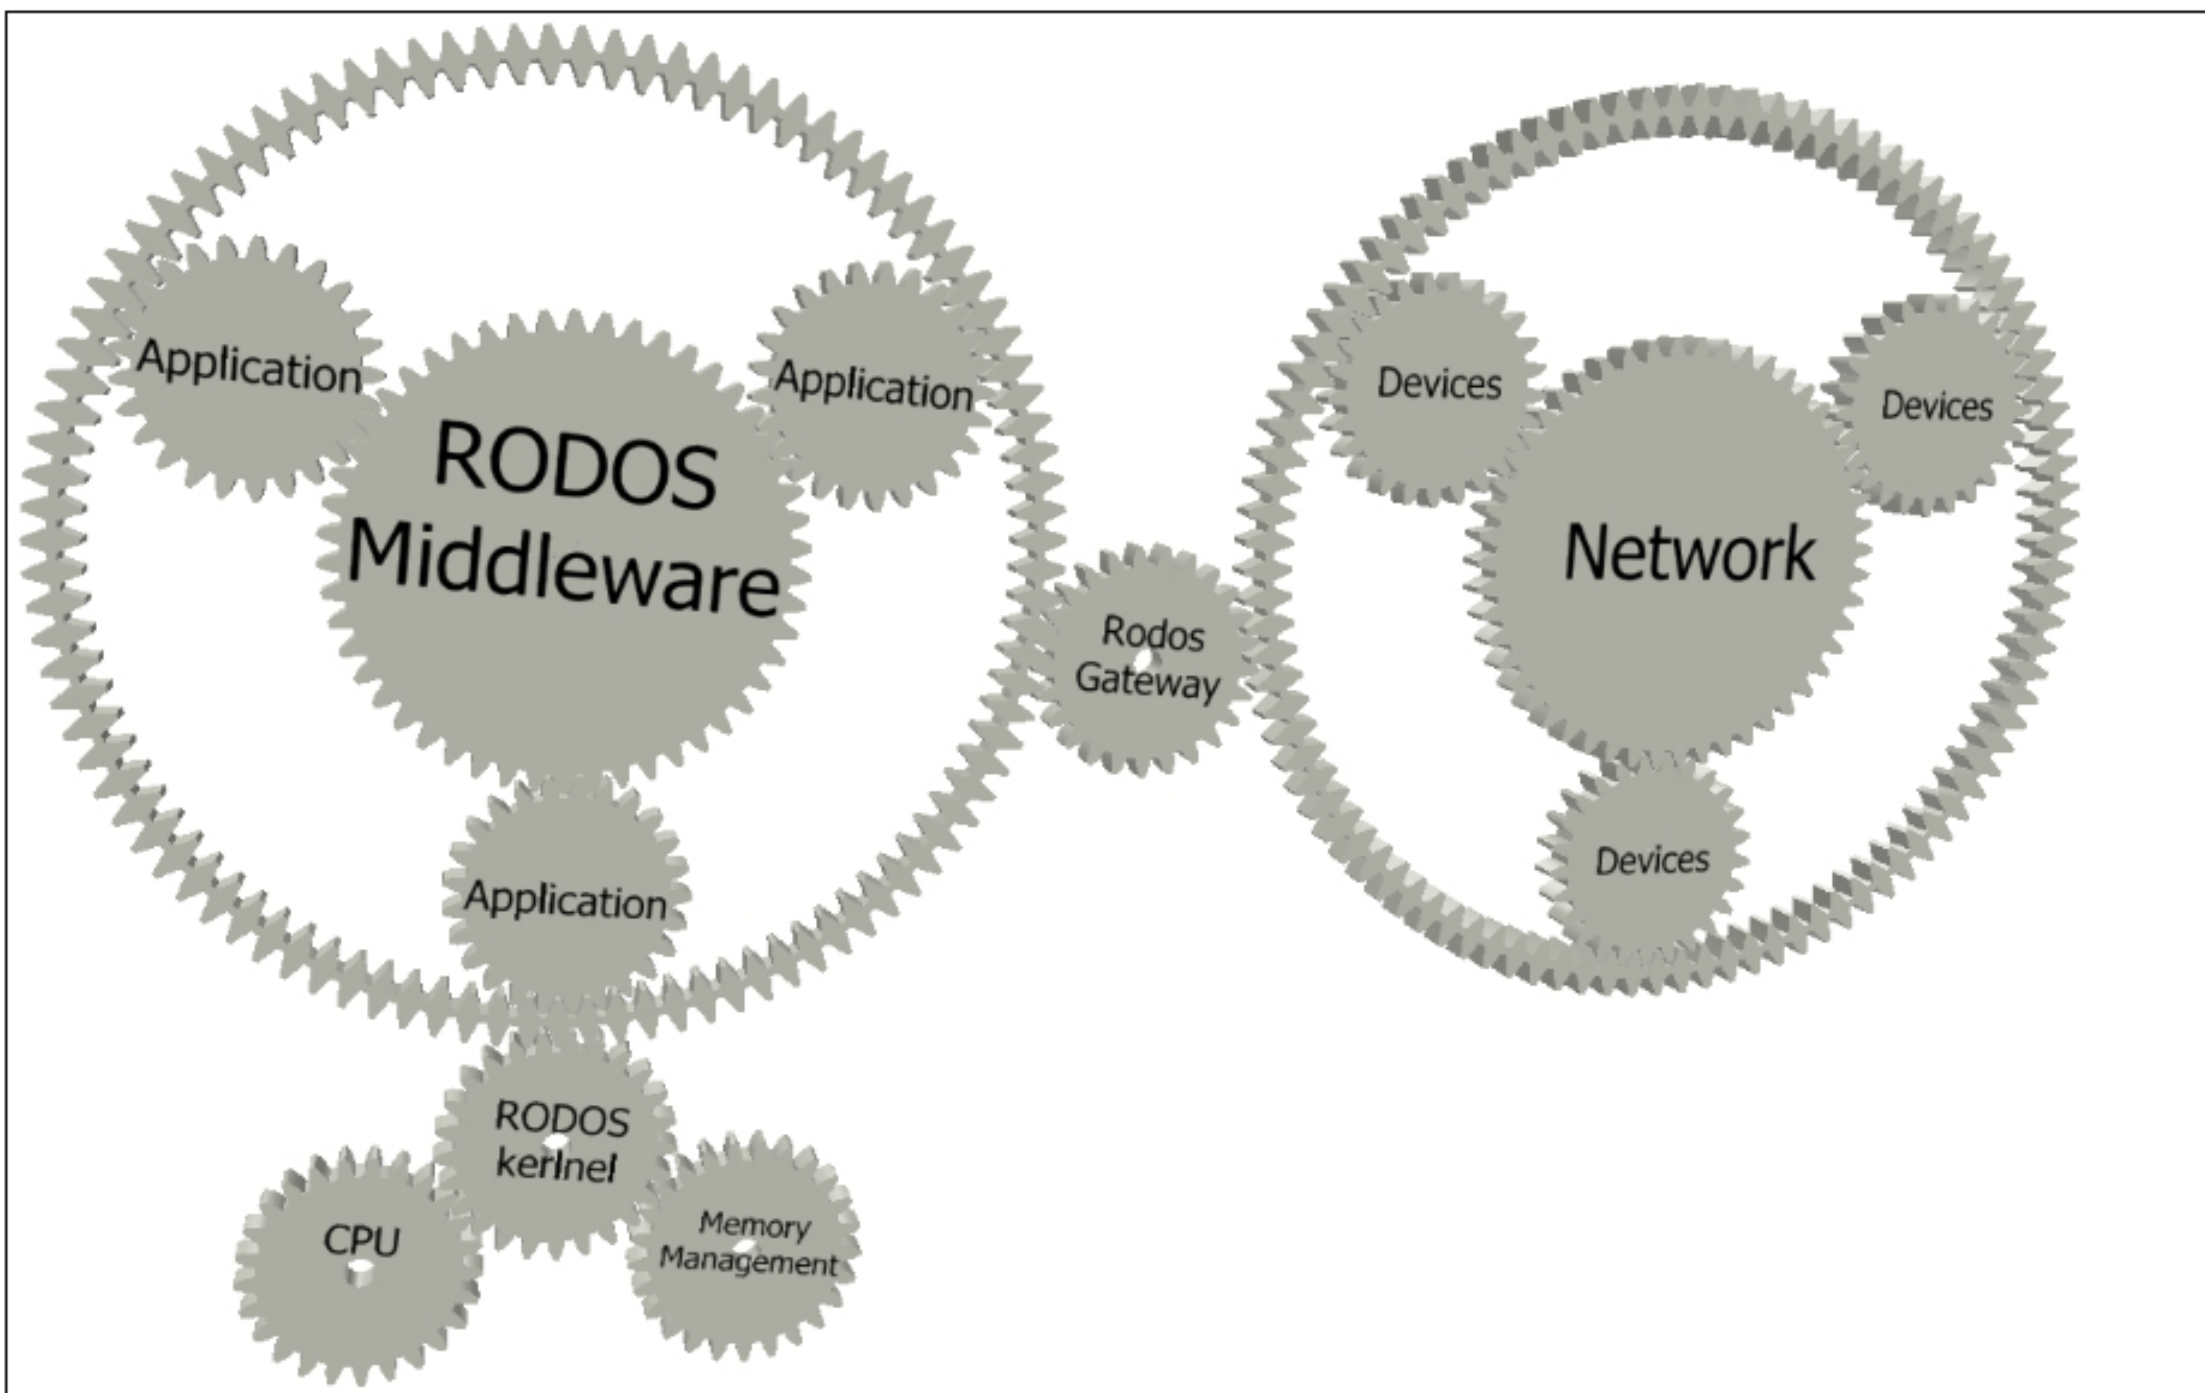 Application
RODOS
Middleware
Application
Application
Rodos
Gateway
Devices
Network
Devices
Devices
RODOS
kerlnel
CPU
Memory
Management